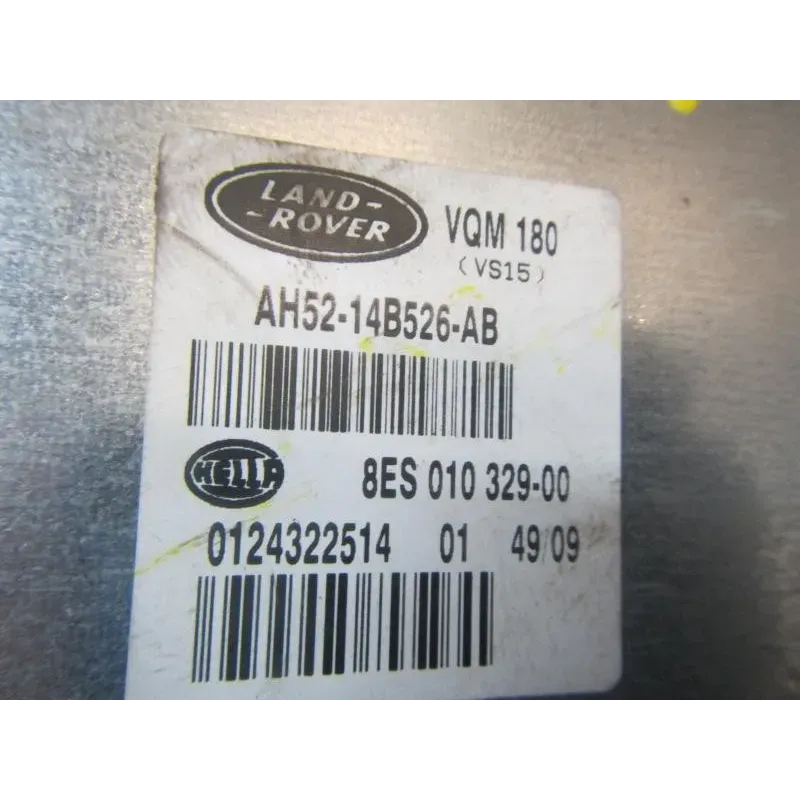 LAND-
-ROVER
VQM 180
(VS15)
AH52-14B526-AB
HELLA
8ES 010 329-00
0124322514 01 49/09